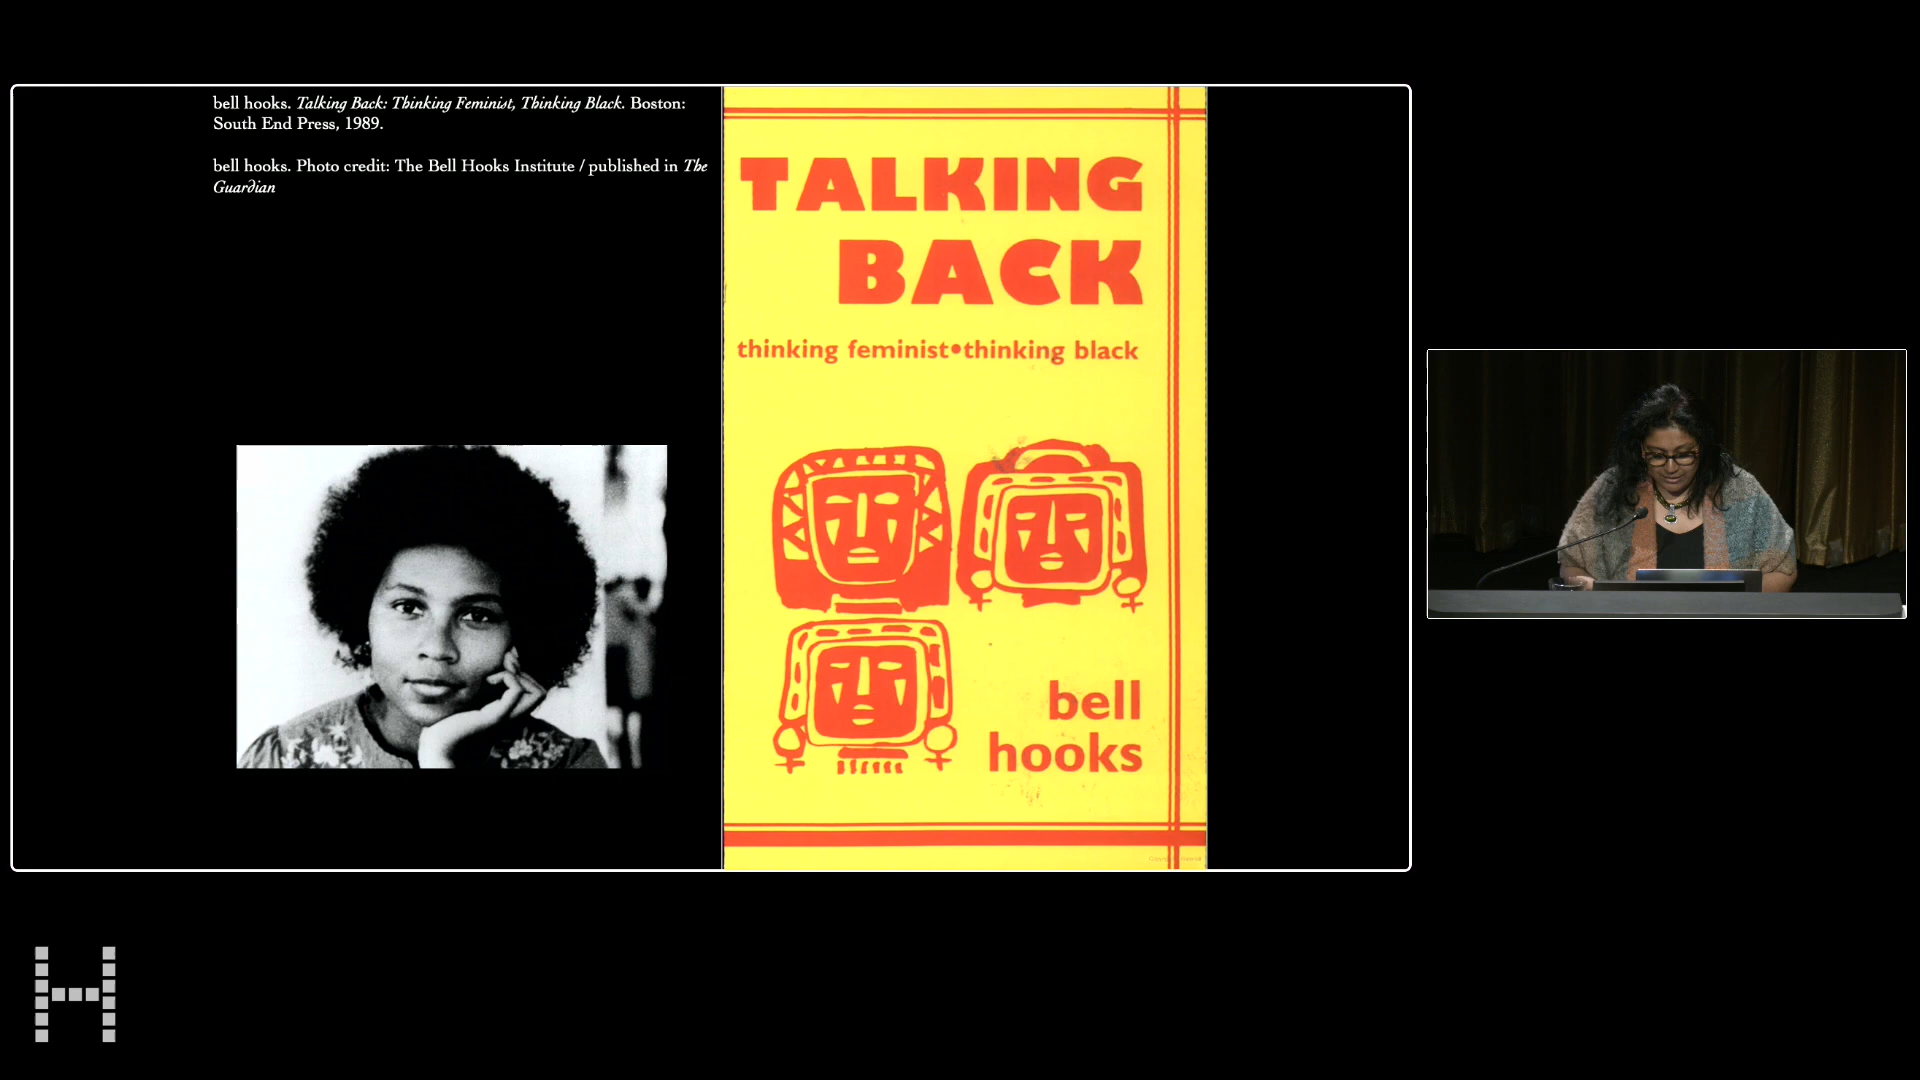 bell hooks. Talking Back: Thinking Feminist, Thinking Black. Boston:
South End Press, 1989.
bell hooks. Photo credit: The Bell Hooks Institute / published in The
Guardian
TALKING
BACK
thinking feminist•thinking black
bell
hooks
H